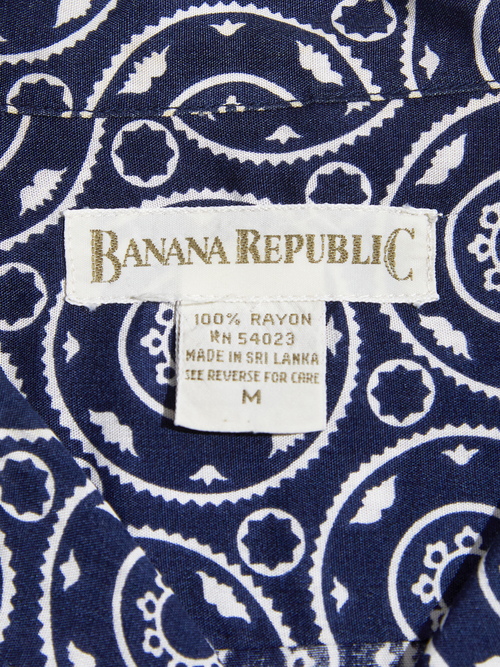 BANANA REPUBLIC
100% RAYON
RN 54023
MADE IN SRI LANKA
SEE REVERSE FOR CARE
M